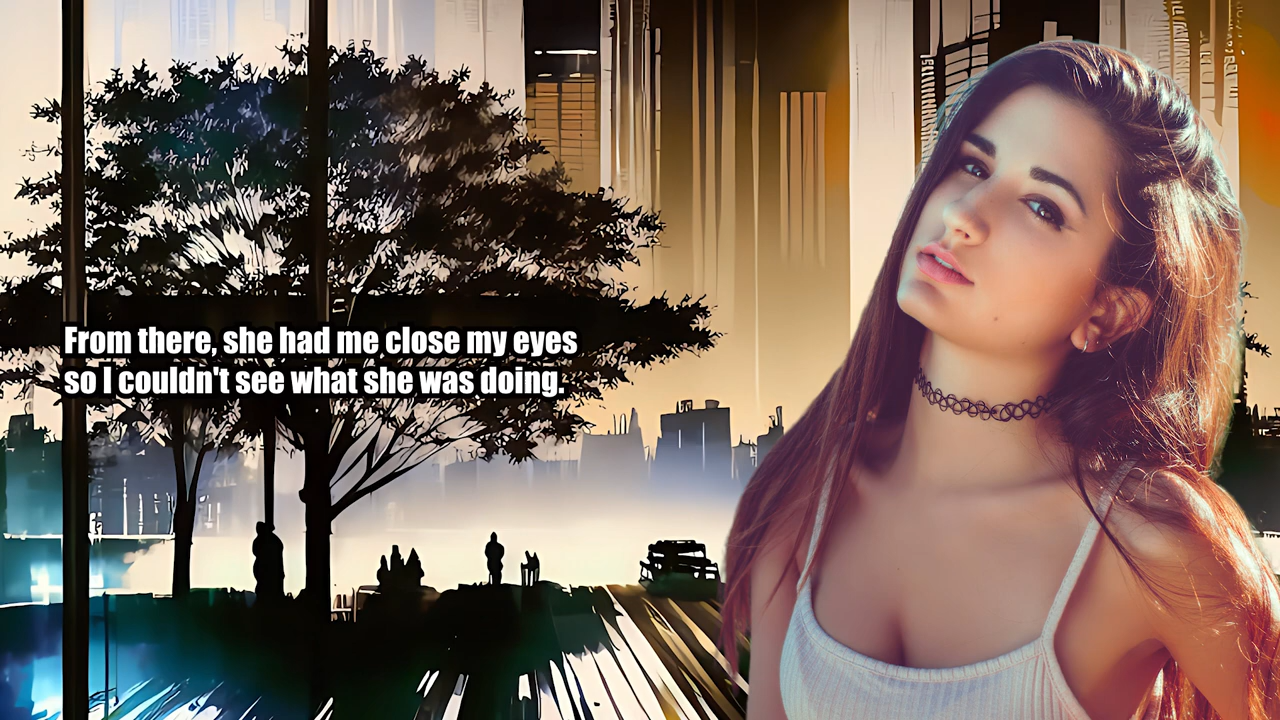 From there, she had me close my eyes
so I couldn't see what she was doing.